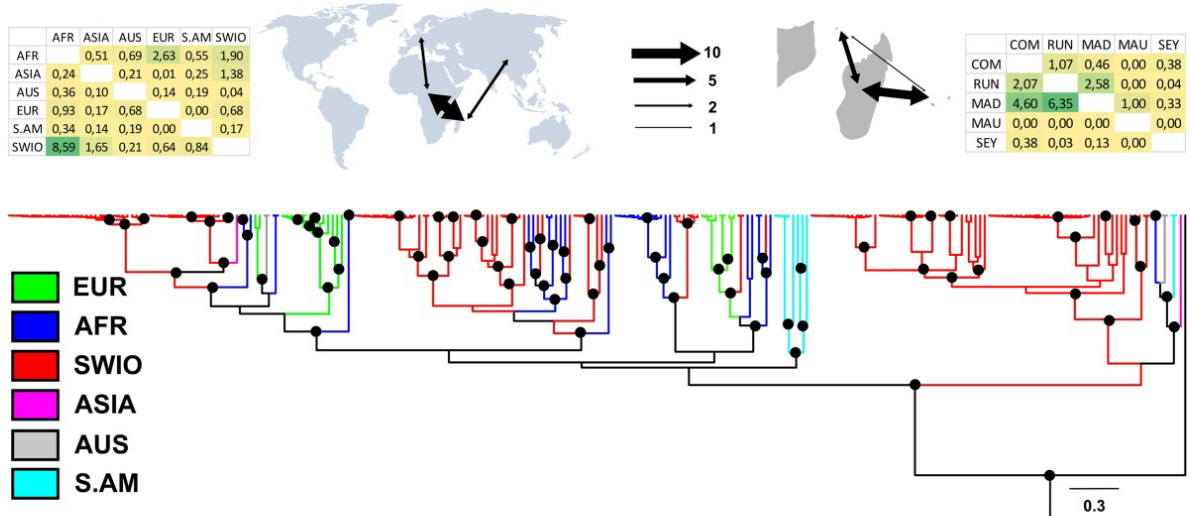 AFR ASIA AUS EUR S.AM SWIO
AFR 0,51 0,69 2,63 0,55 1,90
ASIA 0,24 0,21 0,01 0,25 1,38
AUS 0,36 0,10 0,14 0,19 0,04
EUR 0,93 0,17 0,68 0,00 0,68
S.AM 0,34 0,14 0,19 0,00 0,17
SWIO 8,59 1,65 0,21 0,64 0,84
10
5
2
1
COM RUN MAD MAU SEY
COM 1,07 0,46 0,00 0,38
RUN 2,07 2,58 0,00 0,04
MAD 4,60 6,35 1,00 0,33
MAU 0,00 0,00 0,00 0,00
SEY 0,38 0,03 0,13 0,00
EUR
AFR
SWIO
ASIA
AUS
S.AM
0.3